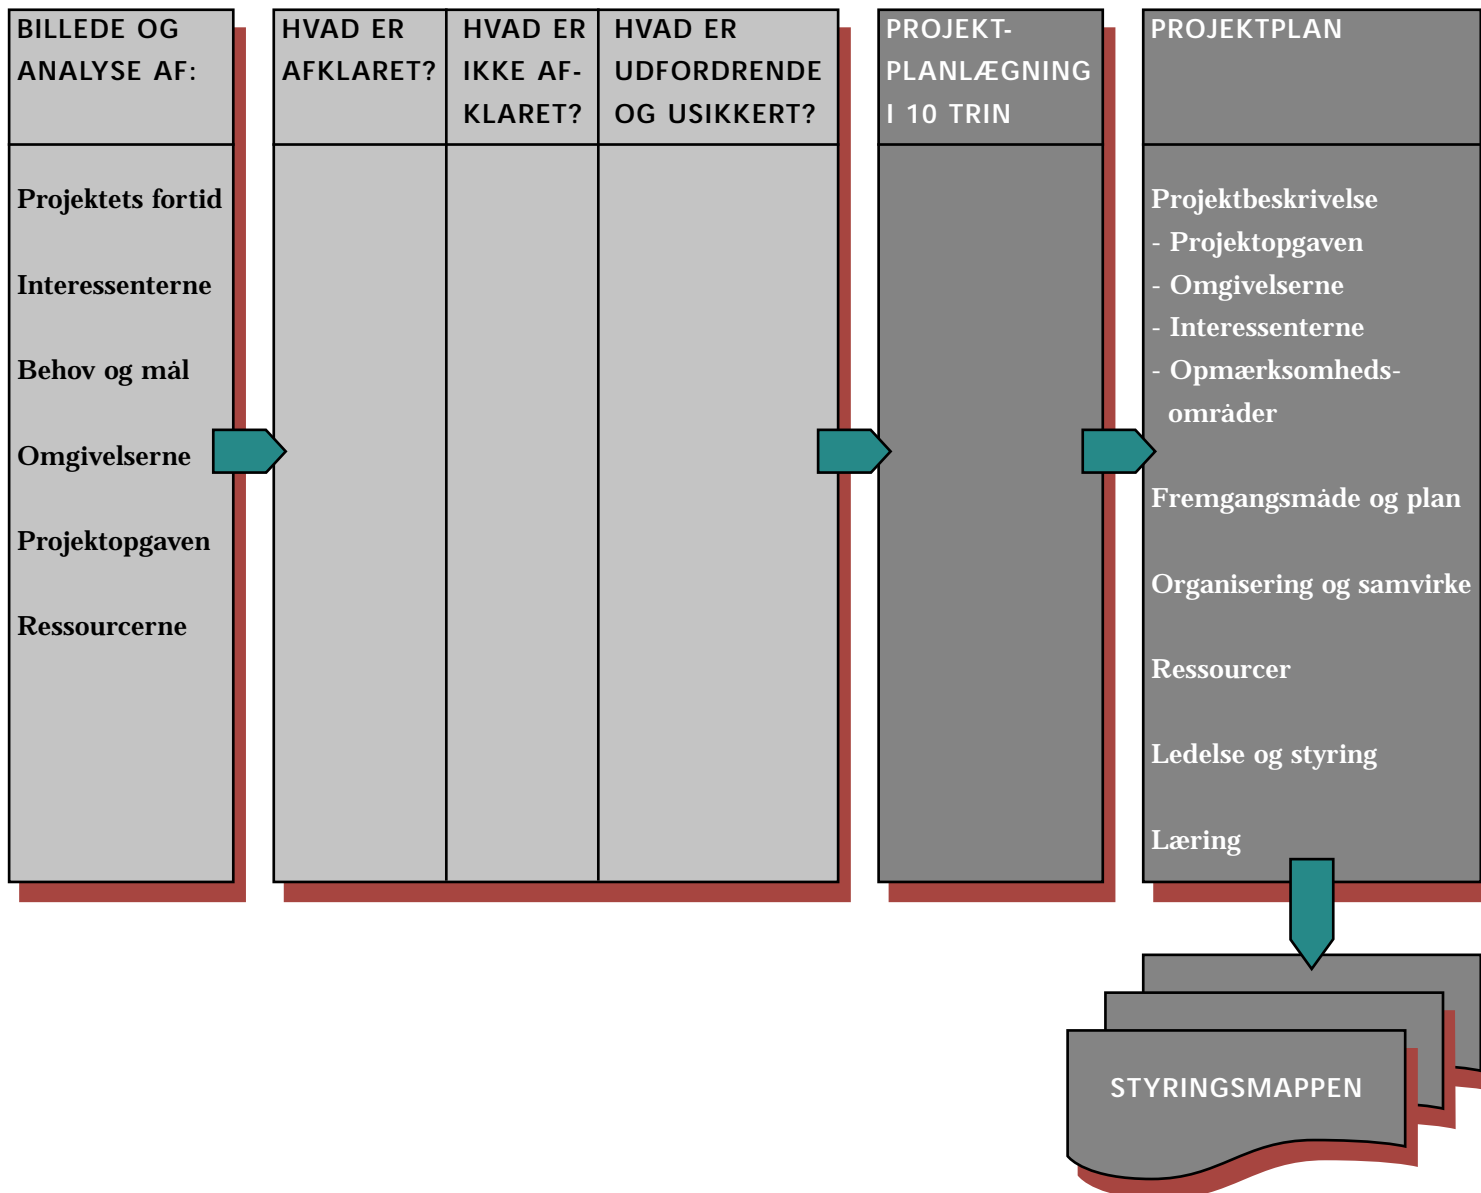 BILLEDE OG
ANALYSE AF:
Projektets fortid
Interessenterne
Behov og mål
Omgivelserne
Projektopgaven
Ressourcerne
HVAD ER
AFKLARET?
HVAD ER
IKKE AF-
KLARET?
HVAD ER
UDFORDRENDE
OG USIKKERT?
PROJEKT-
PLANLÆGNING
I 10 TRIN
PROJEKTPLAN
Projektbeskrivelse
- Projektopgaven
- Omgivelserne
- Interessenterne
- Opmærksomheds-
områder
Fremgangsmåde og plan
Organisering og samvirke
Ressourcer
Ledelse og styring
Læring
STYRINGSMAPPEN